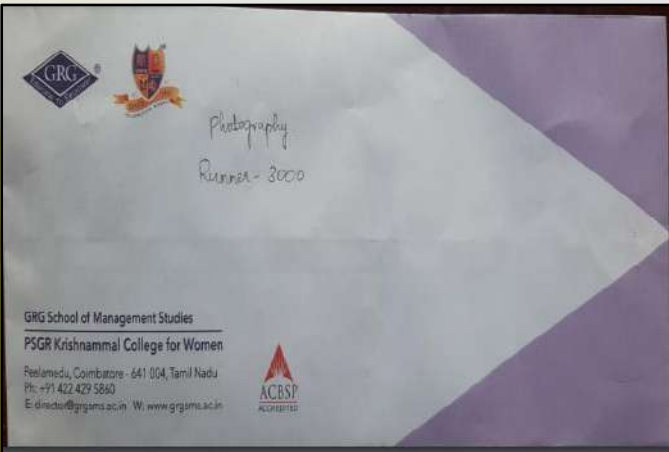 GRG
Photography
Runner - 3000
GRG School of Management Studies
PSGR Krishnammal College for Women
Peelamedu, Coimbatore - 641 004, Tamil Nadu
Ph: +91 422 429 5860
E: director@grgsms.ac.in W: www.grgsms.ac.in
ACBSP
ACCREDITED